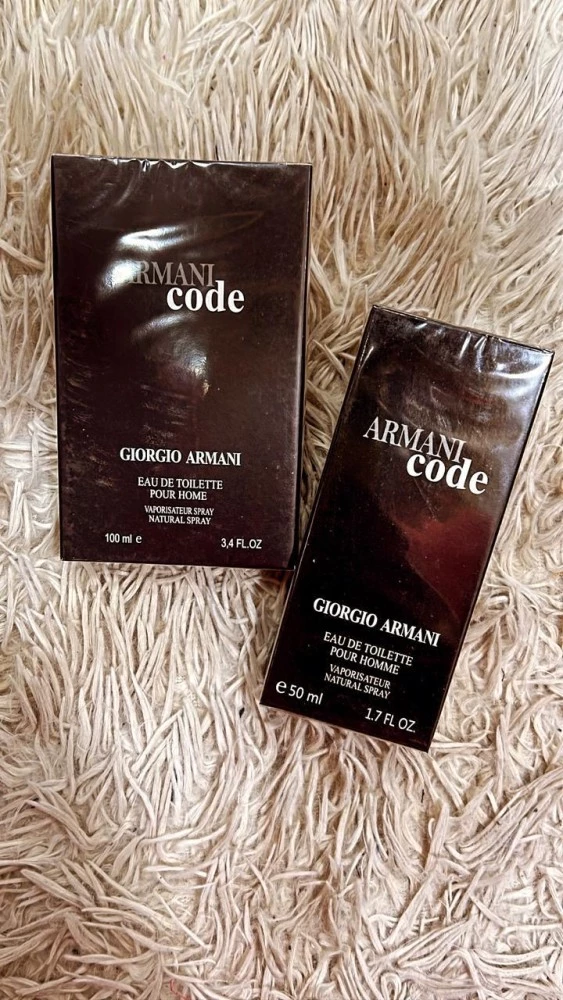 ARMANI
code
GIORGIO ARMANI
EAU DE TOILETTE
POUR HOME
VAPORISATEUR SPRAY
NATURAL SPRAY
100 ml e 3,4 FL.OZ
ARMANI
code
GIORGIO ARMANI
EAU DE TOILETTE
POUR HOMME
VAPORISATEUR
NATURAL SPRAY
e 50 ml 1.7 FL OZ.